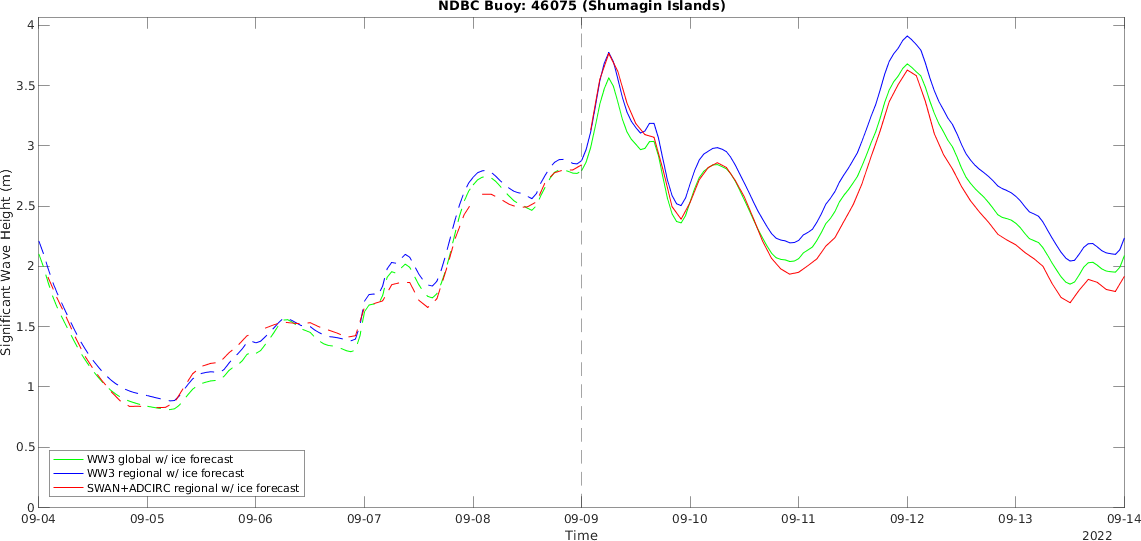 NDBC Buoy: 46075 (Shumagin Islands)
Significant Wave Height (m)
4
3.5
3
2.5
2
1.5
1
0.5
0
WW3 global w/ ice forecast
WW3 regional w/ ice forecast
SWAN+ADCIRC regional w/ ice forecast
09-04 09-05 09-06 09-07 09-08 09-09 09-10 09-11 09-12 09-13 09-14
Time
2022